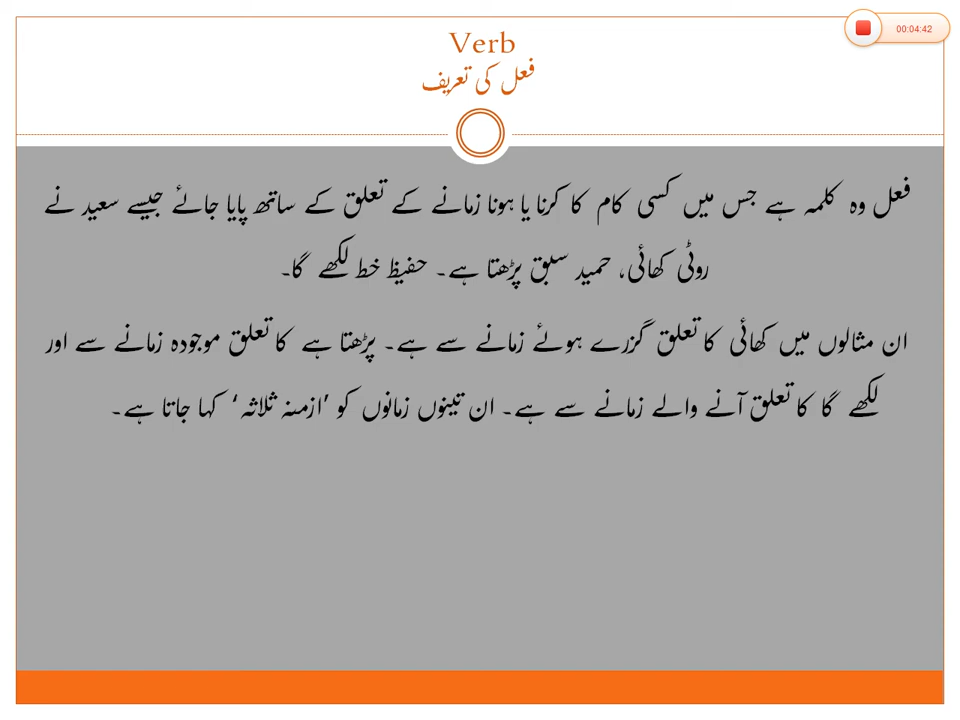 00:04:42
Verb
فعل کی تعریف
فعل وہ کلمہ ہے جس میں کسی کام کا کرنا یا ہونا زمانے کے تعلق کے ساتھ پایا جائے جیسے سعید نے
روٹی کھائی، حمید سبق پڑھتا ہے۔ حفیظ خط لکھے گا۔
ان مثالوں میں کھائی کا تعلق گزرے ہوئے زمانے سے ہے۔ پڑھتا ہے کا تعلق موجودہ زمانے سے اور
لکھے گا کا تعلق آنے والے زمانے سے ہے۔ ان تینوں زمانوں کو ’ازمنہ ثلاثہ‘ کہا جاتا ہے۔